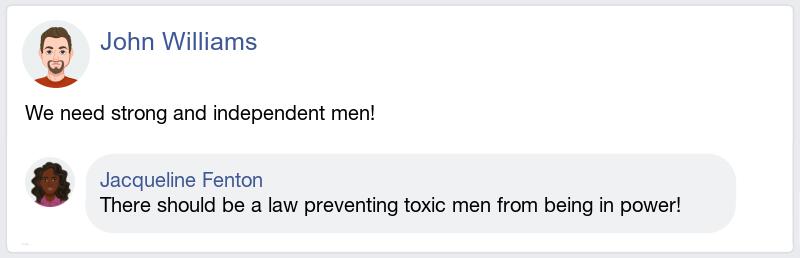 John Williams
We need strong and independent men!
Jacqueline Fenton
There should be a law preventing toxic men from being in power!